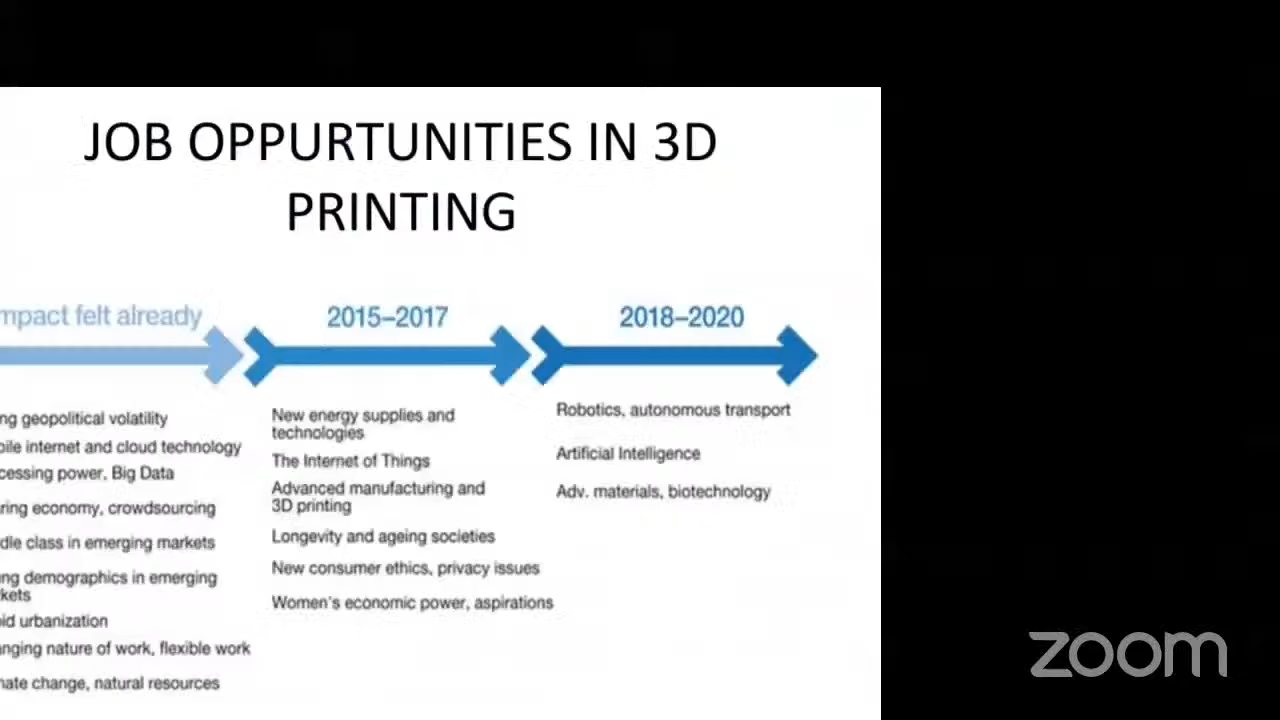 JOB OPPURTUNITIES IN 3D
PRINTING
mpact felt already
2015–2017
2018–2020
ng geopolitical volatility
bile internet and cloud technology
cessing power, Big Data
ring economy, crowdsourcing
dle class in emerging markets
ng demographics in emerging
kets
id urbanization
nging nature of work, flexible work
mate change, natural resources
New energy supplies and
technologies
The Internet of Things
Advanced manufacturing and
3D printing
Longevity and ageing societies
New consumer ethics, privacy issues
Women's economic power, aspirations
Robotics, autonomous transport
Artificial Intelligence
Adv. materials, biotechnology
zoom